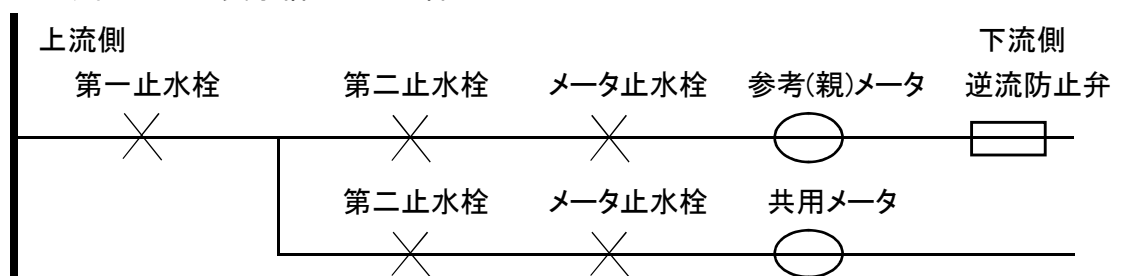 上流側 下流側
第一止水栓 第二止水栓 メータ止水栓 参考(親)メータ 逆流防止弁
第二止水栓 メータ止水栓 共用メータ